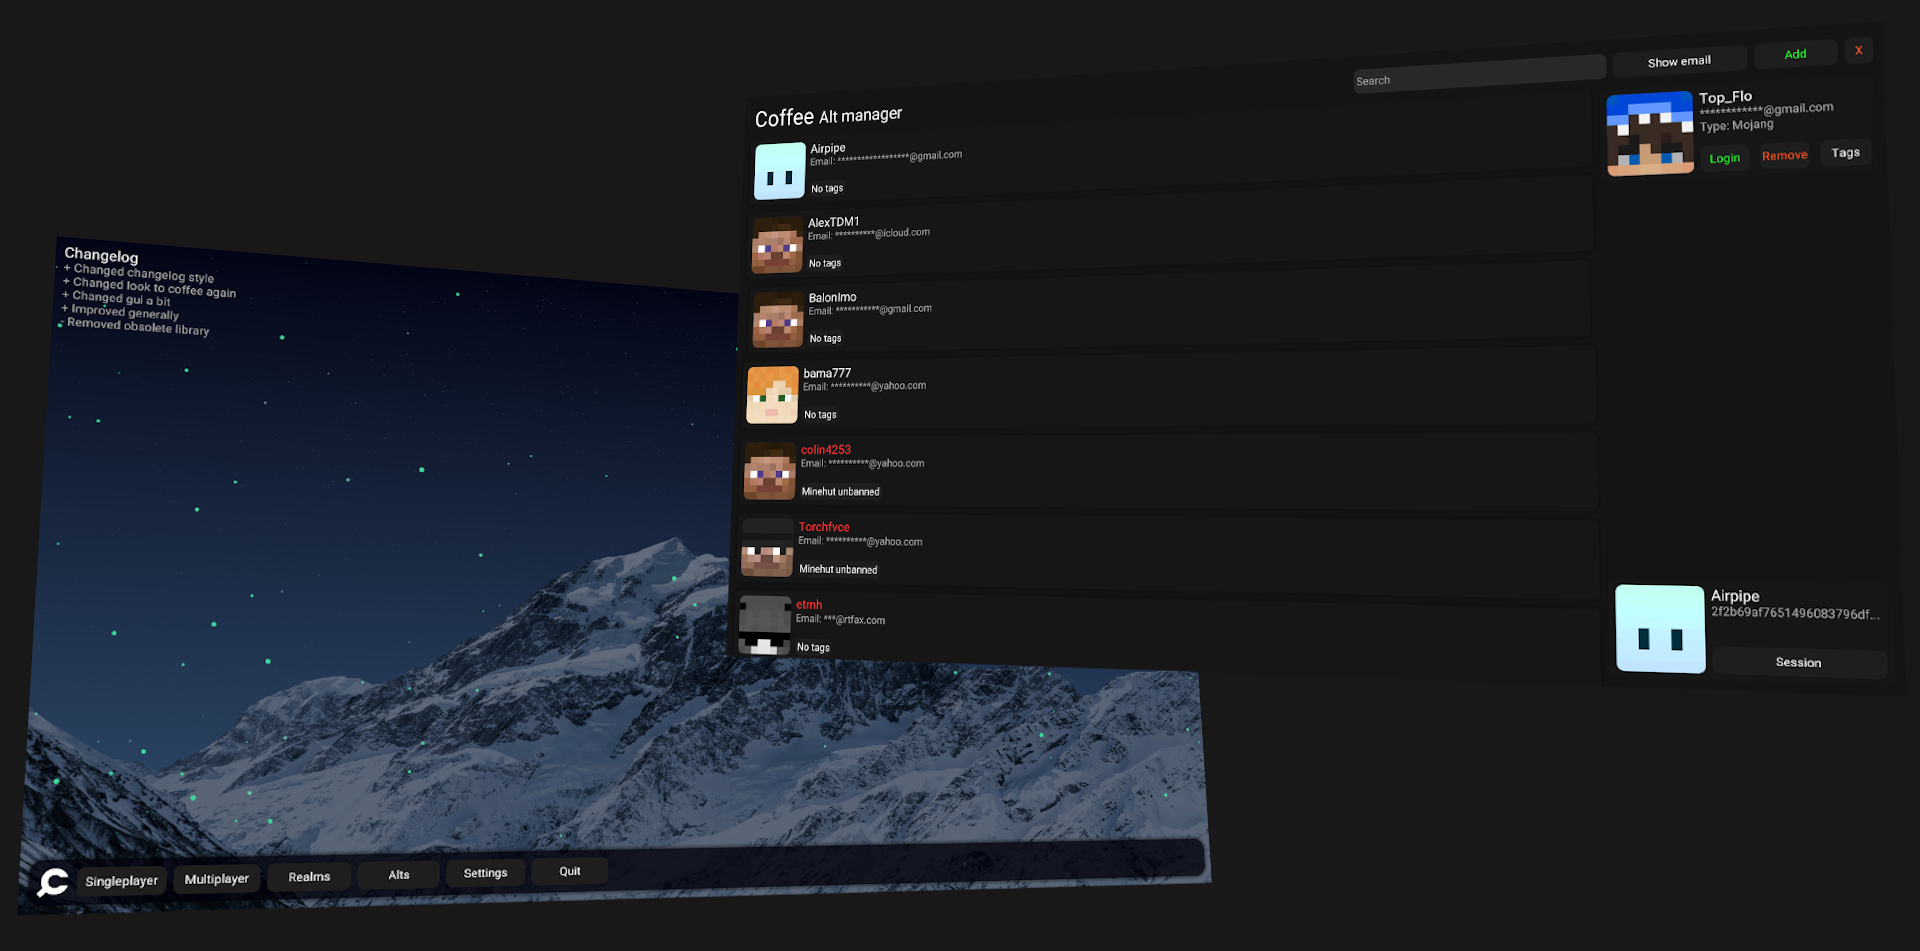 Changelog
+ Changed changelog style
+ Changed look to coffee again
+ Changed gui a bit
+ Improved generally
- Removed obsolete library
Singleplayer
Multiplayer
Realms
Alts
Settings
Quit
Coffee Alt manager
Search
Show email
Add
X
Airpipe
Email: ******************@gmail.com
No tags
AlexTDM1
Email: **********@icloud.com
No tags
BalonImo
Email: ***********@gmail.com
No tags
bama777
Email: **********@yahoo.com
No tags
colin4253
Email: **********@yahoo.com
Minehut unbanned
Torchfvce
Email: **********@yahoo.com
Minehut unbanned
etmh
Email: ***@rtfax.com
No tags
Top_Flo
************@gmail.com
Type: Mojang
Login
Remove
Tags
Airpipe
2f2b69af7651496083796df...
Session